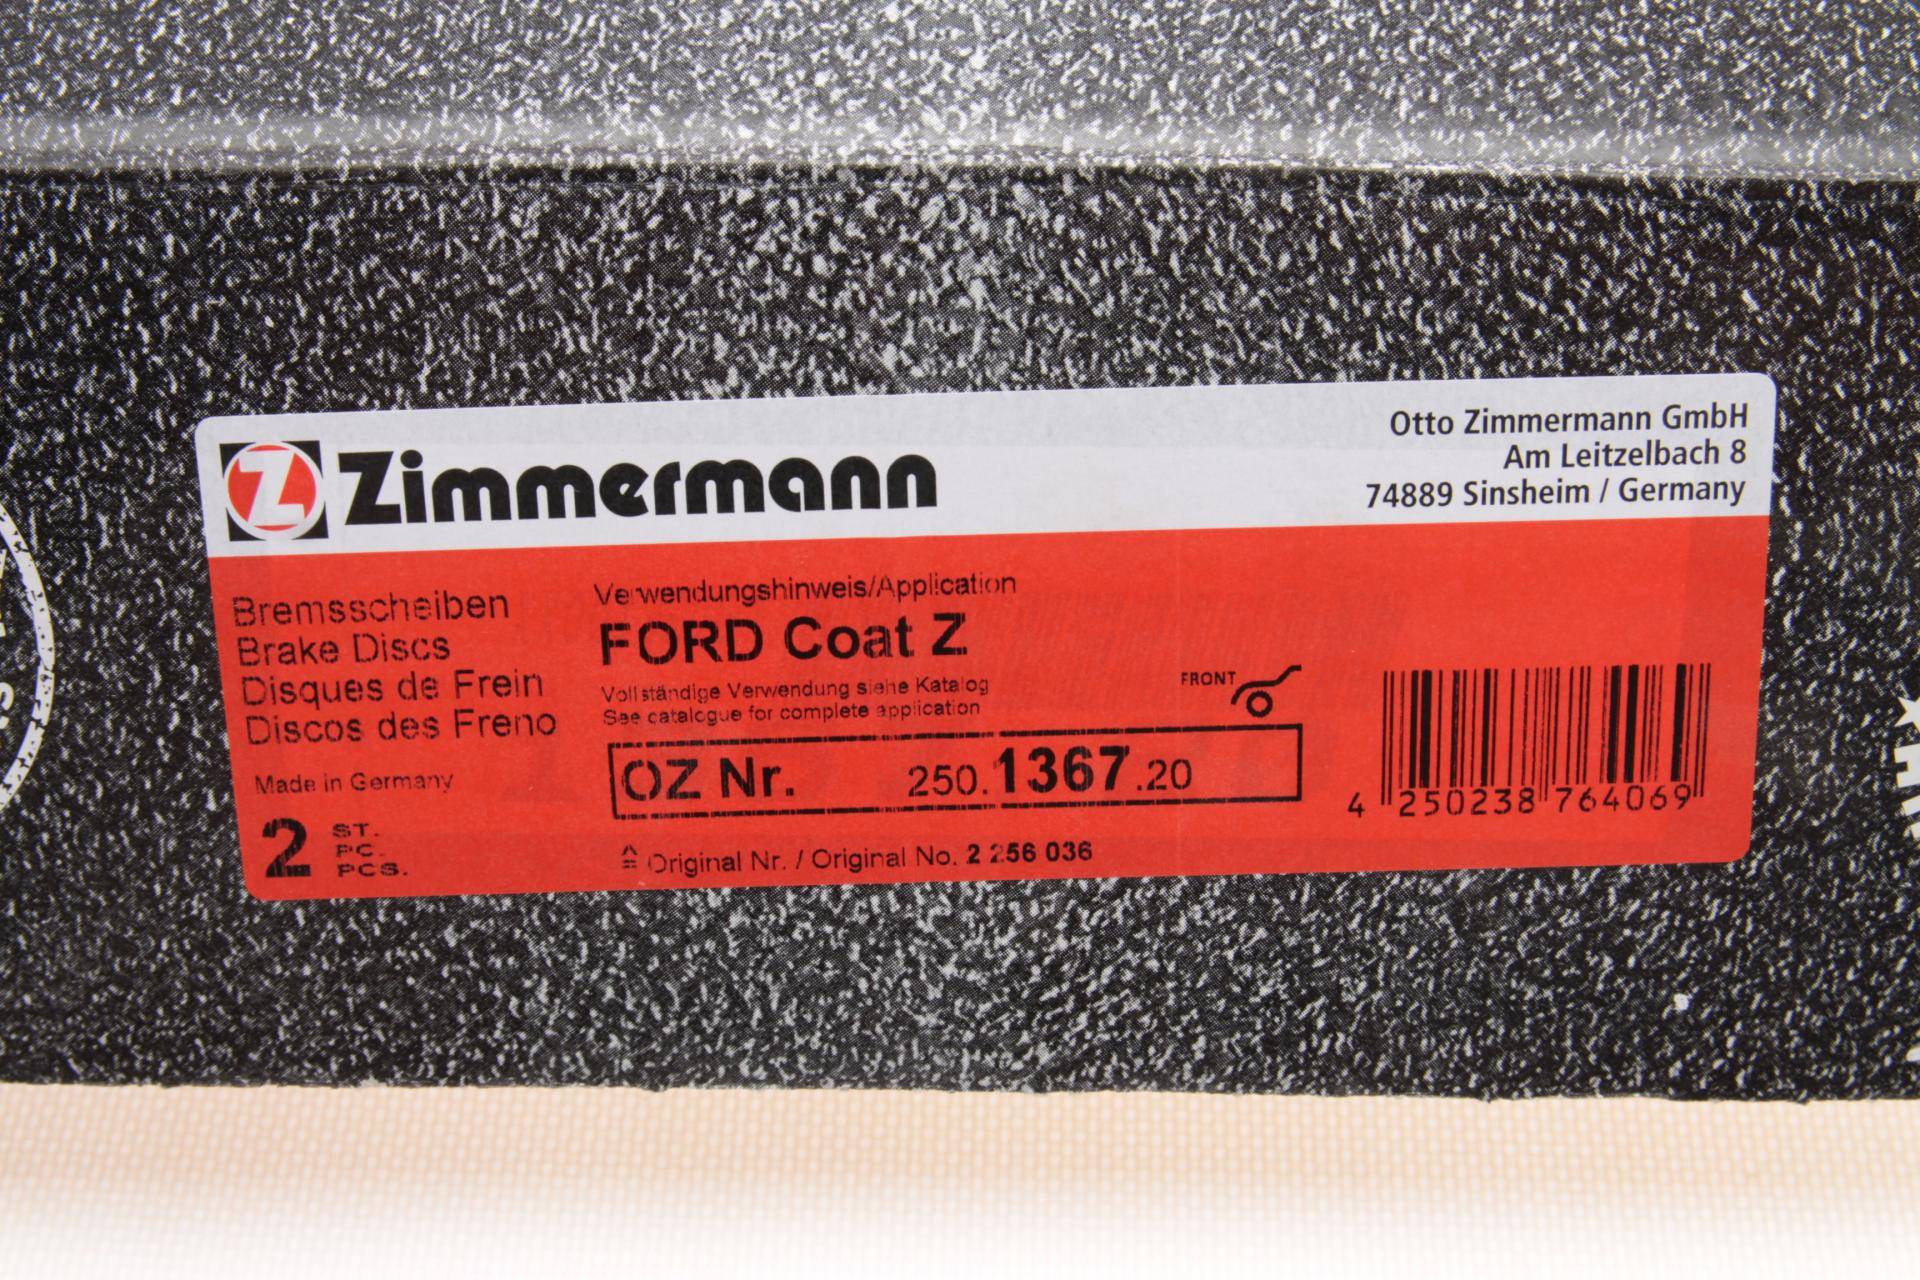 Zimmermann
Otto Zimmermann GmbH
Am Leitzelbach 8
74889 Sinsheim / Germany
Bremsscheiben
Brake Discs
Disques de Frein
Discos des Freno
Made in Germany
2 ST.
PC.
PCS.
Verwendungshinweis/Application
FORD Coat Z
Vollständige Verwendung siehe Katalog
See catalogue for complete application
FRONT
OZ Nr. 250.1367.20
≙ Original Nr. / Original No. 2 256 036
4 250238 764069